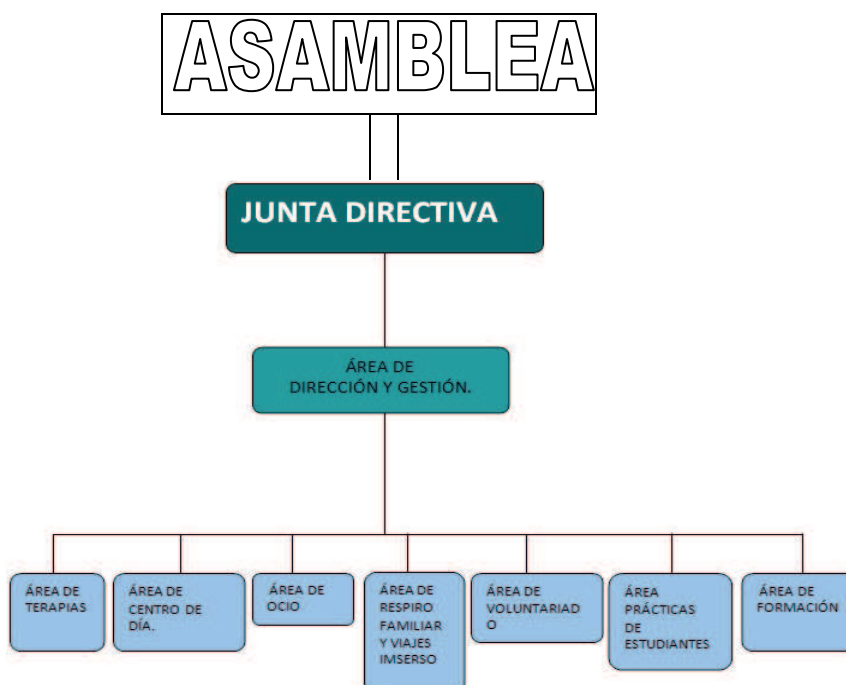 ASAMBLEA
JUNTA DIRECTIVA
ÁREA DE
DIRECCIÓN Y GESTIÓN.
ÁREA DE
TERAPIAS
ÁREA DE
CENTRO DE
DÍA.
ÁREA DE
OCIO
ÁREA DE
RESPIRO
FAMILIAR
Y VIAJES
IMSERSO
ÁREA DE
VOLUNTARIAD
O
ÁREA
PRÁCTICAS
DE
ESTUDIANTES
ÁREA DE
FORMACIÓN